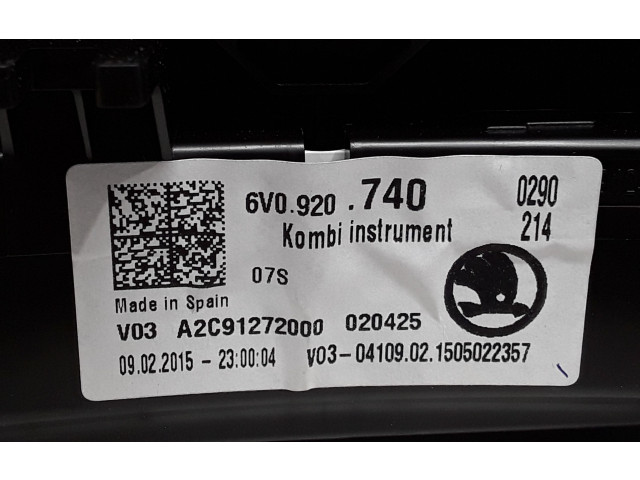 6V0.920 .740 0290
Kombi instrument 214
07S
Made in Spain
V03 A2C91272000 020425
09.02.2015 - 23:00:04 V03-04109.02.1505022357